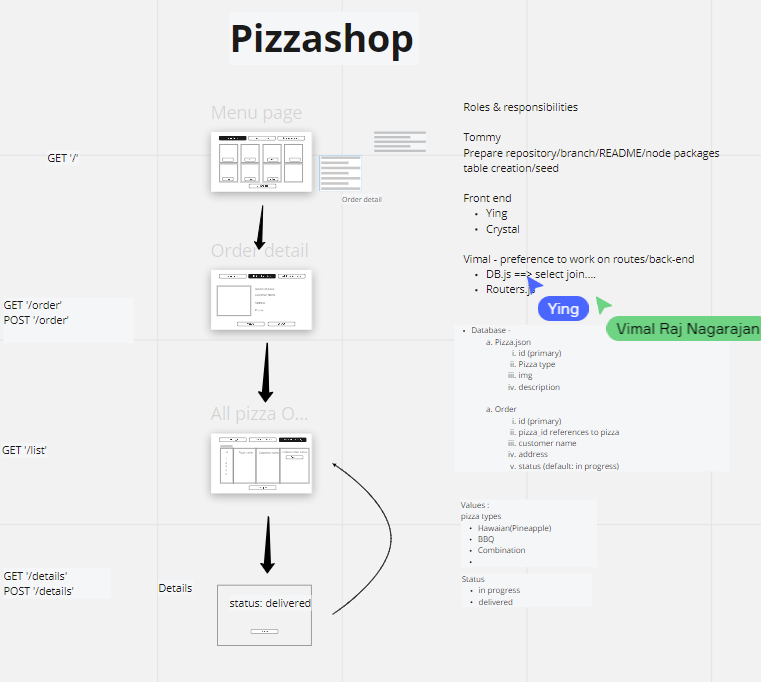 Pizzashop
Menu page
GET '/'
Order detail
Order detail
GET '/order'
POST '/order'
All pizza O...
GET '/list'
GET '/details'
POST '/details'
Details
status: delivered
Roles & responsibilities
Tommy
Prepare repository/branch/README/node packages
table creation/seed
Front end
• Ying
• Crystal
Vimal - preference to work on routes/back-end
• DB.js ==> select join....
• Routers.js
Ying
Vimal Raj Nagarajan
• Database -
a. Pizza.json
i. id (primary)
ii. Pizza type
iii. img
iv. description
a. Order
i. id (primary)
ii. pizza_id references to pizza
iii. customer name
iv. address
v. status (default: in progress)
Values :
pizza types
• Hawaian(Pineapple)
• BBQ
• Combination
•
Status
• in progress
• delivered